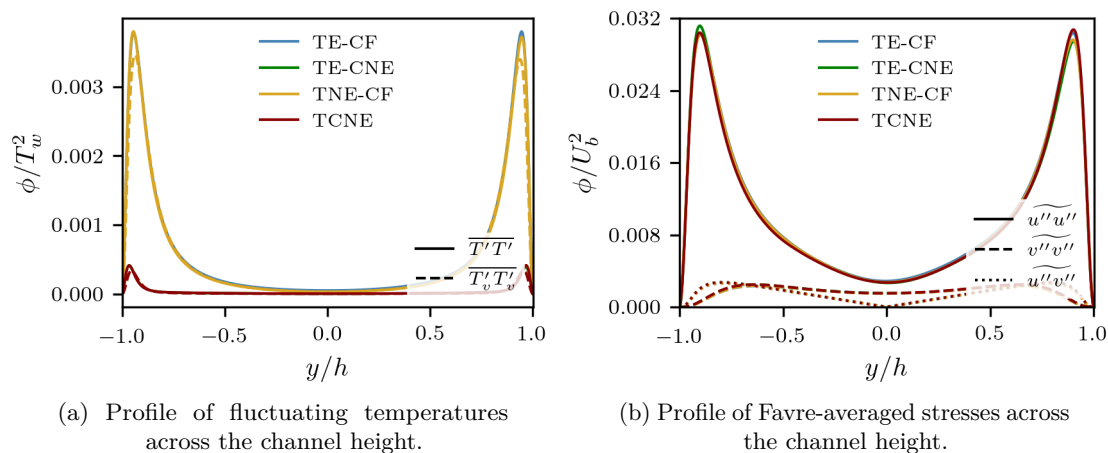 0.003
0.002
0.001
0.000
ϕ/T_w^2
TE-CF
TE-CNE
TNE-CF
TCNE
\overline{T'T'}
\overline{T'_vT'_v}
−1.0 −0.5 0.0 0.5 1.0
y/h
(a) Profile of fluctuating temperatures
across the channel height.
0.032
0.024
0.016
0.008
0.000
ϕ/U_b^2
TE-CF
TE-CNE
TNE-CF
TCNE
\widetilde{u''u''}
\widetilde{v''v''}
\widetilde{u''v''}
−1.0 −0.5 0.0 0.5 1.0
y/h
(b) Profile of Favre-averaged stresses across
the channel height.